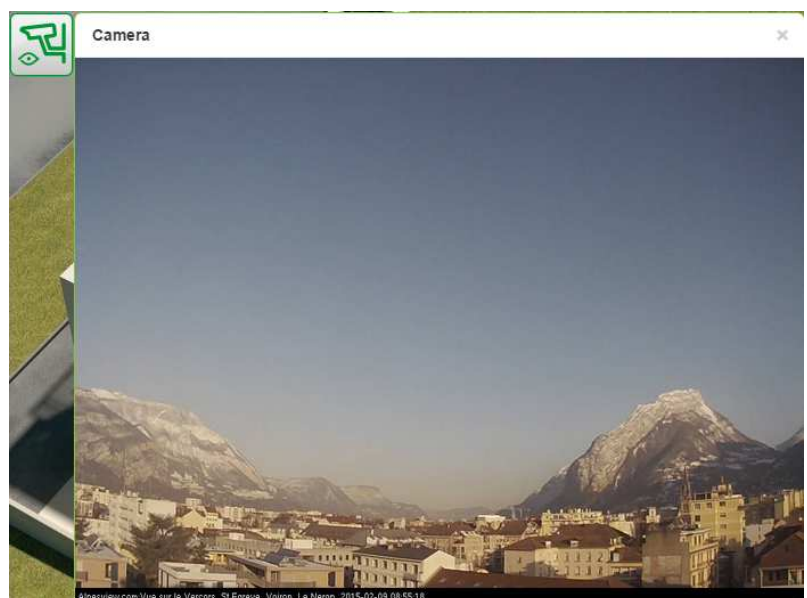 Camera
×
Alpesview.com:Vue sur le Vercors, St Egreve, Voiron, Le Neron, 2015-02-09 08:55:18